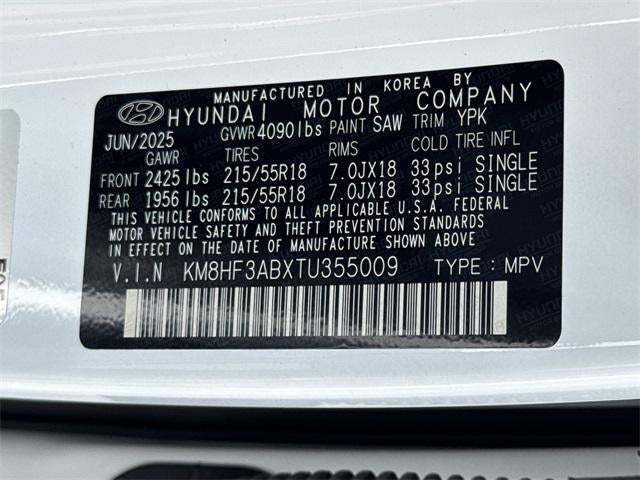 MANUFACTURED IN KOREA BY
HYUNDAI MOTOR COMPANY
JUN/2025 GVWR 4090 lbs PAINT SAW TRIM YPK
GAWR TIRES RIMS COLD TIRE INFL
FRONT 2425 lbs 215/55R18 7.0JX18 33psi SINGLE
REAR 1956 lbs 215/55R18 7.0JX18 33psi SINGLE
THIS VEHICLE CONFORMS TO ALL APPLICABLE U.S.A. FEDERAL
MOTOR VEHICLE SAFETY AND THEFT PREVENTION STANDARDS
IN EFFECT ON THE DATE OF MANUFACTURE SHOWN ABOVE.
V.I.N KM8HF3ABXTU355009 TYPE: MPV